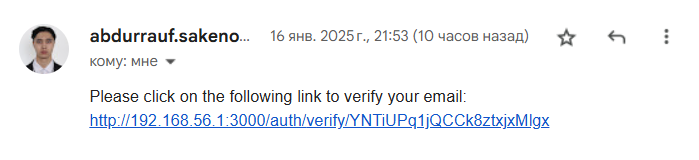 abdurrauf.sakeno... 16 янв. 2025 г., 21:53 (10 часов назад)
кому: мне
Please click on the following link to verify your email:
http://192.168.56.1:3000/auth/verify/YNTiUPq1jQCCk8ztxjxMlgx